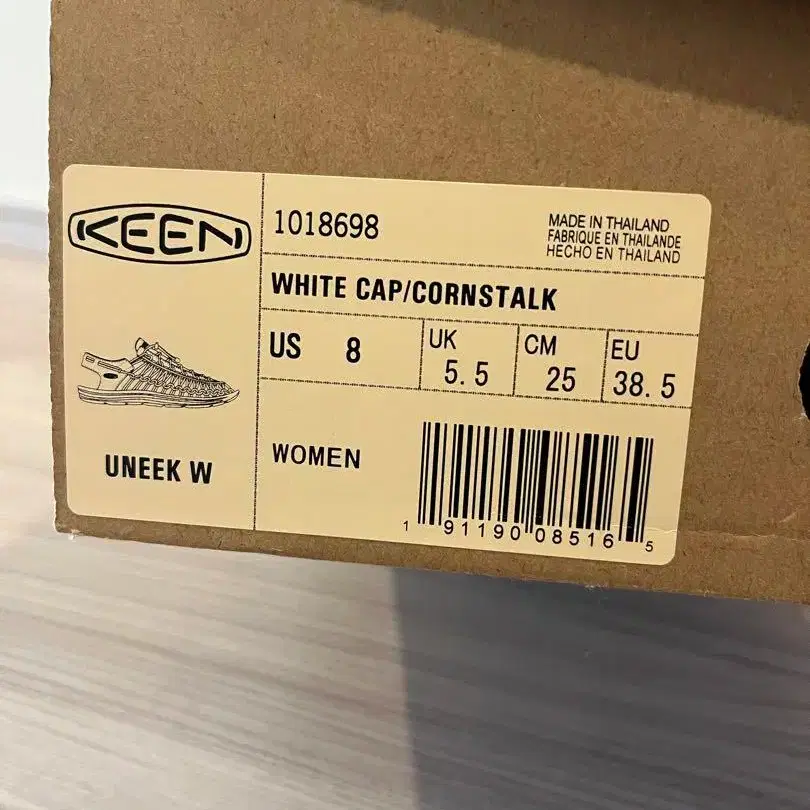 KEEN
1018698
MADE IN THAILAND
FABRIQUE EN THAILANDE
HECHO EN THAILAND
WHITE CAP/CORNSTALK
US 8
UK 5.5
CM 25
EU 38.5
UNEEK W
WOMEN
1 91190 08516 5